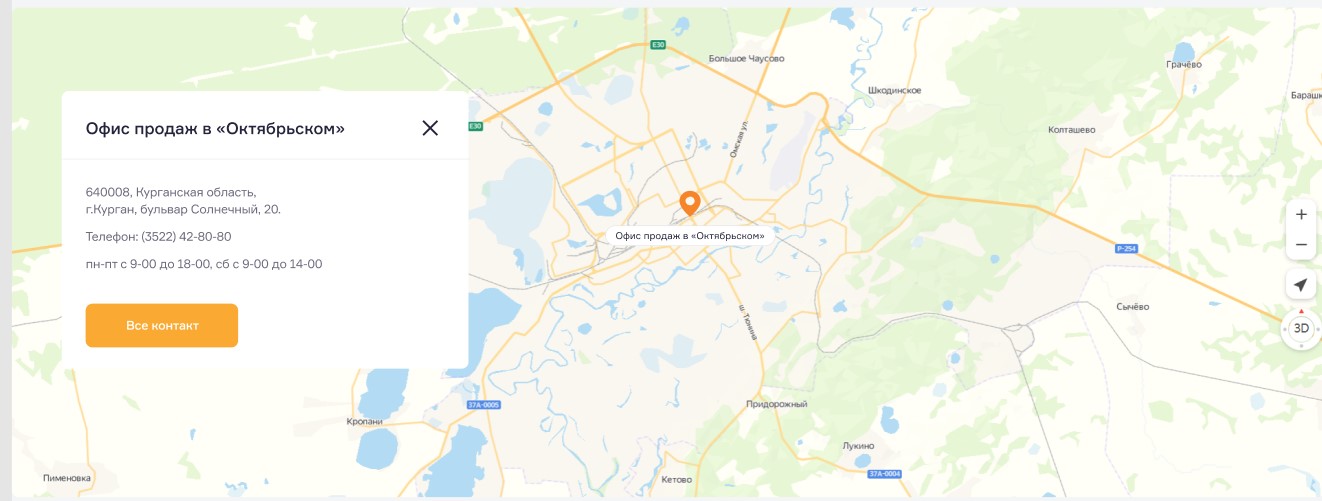 Офис продаж в «Октябрьском»
640008, Курганская область,
г.Курган, бульвар Солнечный, 20.
Телефон: (3522) 42-80-80
пн-пт с 9-00 до 18-00, сб с 9-00 до 14-00
Все контакт
E30
Большое Чаусово
Грачёво
Шкодинское
Барашк
E30
Колташево
Омская ул.
Офис продаж в «Октябрьском»
+
Р-254
−
Сычёво
ш. Тюнина
3D
37А-0005
Придорожный
Кропани
Лукино
37А-0004
Пименовка
Кетово